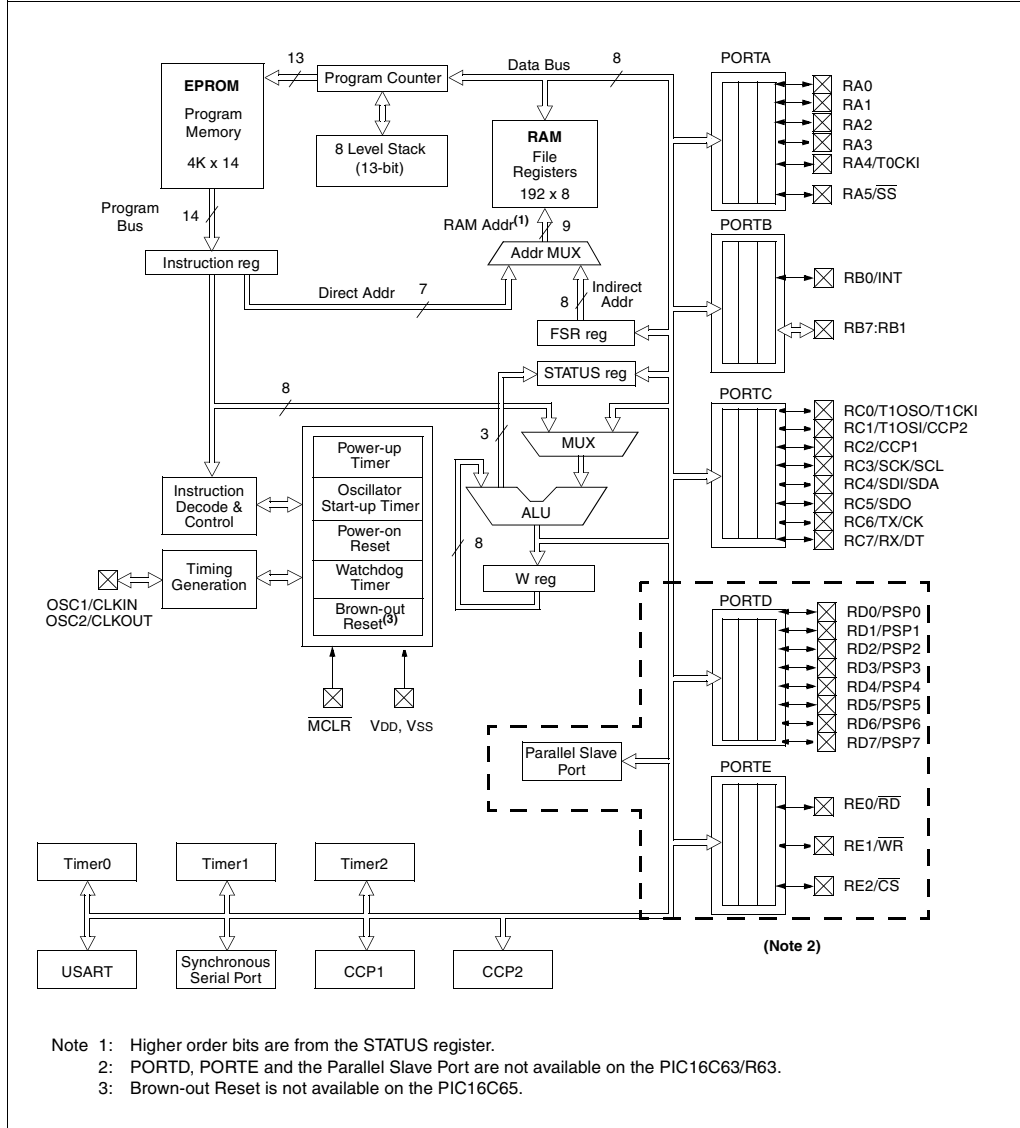 13
Program Counter
Data Bus
8
PORTA
EPROM
Program
Memory
4K x 14
8 Level Stack
(13-bit)
RAM
File
Registers
192 x 8
RA0
RA1
RA2
RA3
RA4/T0CKI
RA5/SS
Program
Bus
14
RAM Addr(1)
9
PORTB
Instruction reg
Addr MUX
Direct Addr
7
8
Indirect
Addr
RB0/INT
RB7:RB1
FSR reg
STATUS reg
PORTC
8
3
MUX
RC0/T1OSO/T1CKI
RC1/T1OSI/CCP2
RC2/CCP1
RC3/SCK/SCL
RC4/SDI/SDA
RC5/SDO
RC6/TX/CK
RC7/RX/DT
Power-up
Timer
Oscillator
Start-up Timer
Power-on
Reset
Watchdog
Timer
Brown-out
Reset(3)
Instruction
Decode &
Control
ALU
8
W reg
Timing
Generation
OSC1/CLKIN
OSC2/CLKOUT
MCLR
VDD, VSS
PORTD
RD0/PSP0
RD1/PSP1
RD2/PSP2
RD3/PSP3
RD4/PSP4
RD5/PSP5
RD6/PSP6
RD7/PSP7
Parallel Slave
Port
PORTE
RE0/RD
RE1/WR
RE2/CS
(Note 2)
Timer0
Timer1
Timer2
USART
Synchronous
Serial Port
CCP1
CCP2
Note 1: Higher order bits are from the STATUS register.
2: PORTD, PORTE and the Parallel Slave Port are not available on the PIC16C63/R63.
3: Brown-out Reset is not available on the PIC16C65.